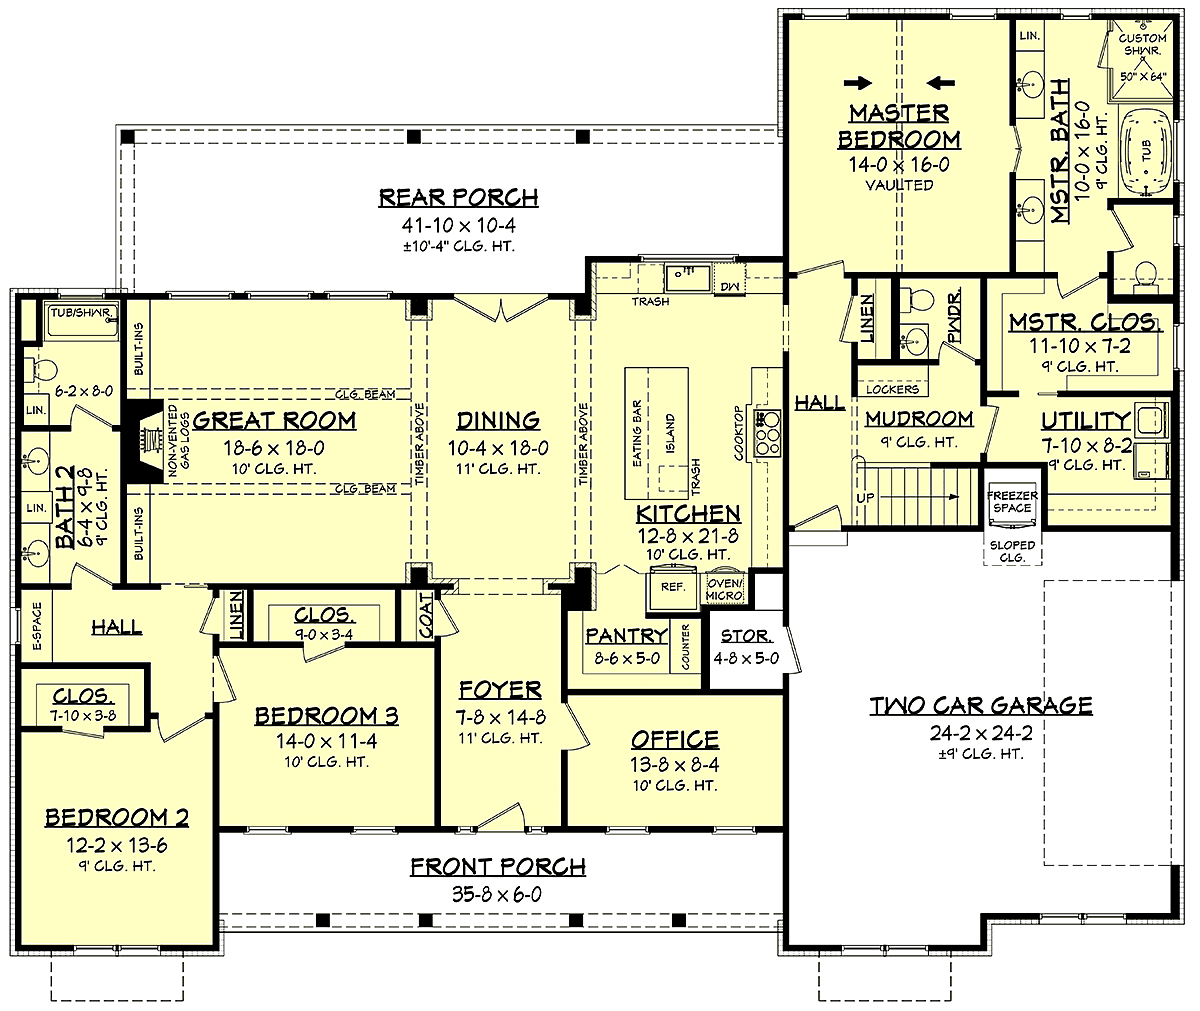 LIN.
CUSTOM
SHWR.
50" X 64"
MSTR. BATH
10-0 x 16-0
9' CLG. HT.
TUB
MASTER
BEDROOM
14-0 x 16-0
VAULTED
REAR PORCH
41-10 x 10-4
±10'-4" CLG. HT.
TRASH
DW
LINEN
PWDR.
MSTR. CLOS.
11-10 x 7-2
9' CLG. HT.
TUB/SHWR.
6-2 x 8-0
LIN.
BUILT-INS
CLG. BEAM
GREAT ROOM
18-6 x 18-0
10' CLG. HT.
NON-VENTED
GAS LOGS
CLG. BEAM
BUILT-INS
TIMBER ABOVE
DINING
10-4 x 18-0
11' CLG. HT.
TIMBER ABOVE
EATING BAR
ISLAND
TRASH
COOKTOP
KITCHEN
12-8 x 21-8
10' CLG. HT.
HALL
LOCKERS
MUDROOM
9' CLG. HT.
UTILITY
7-10 x 8-2
9' CLG. HT.
UP
FREEZER
SPACE
SLOPED
CLG.
BATH 2
6-4 x 9-8
9' CLG. HT.
LIN.
E-SPACE
HALL
LINEN
CLOS.
9-0 x 3-4
COAT
REF.
OVEN/
MICRO
PANTRY
8-6 x 5-0
COUNTER
STOR.
4-8 x 5-0
CLOS.
7-10 x 3-8
BEDROOM 3
14-0 x 11-4
10' CLG. HT.
FOYER
7-8 x 14-8
11' CLG. HT.
OFFICE
13-8 x 8-4
10' CLG. HT.
TWO CAR GARAGE
24-2 x 24-2
±9' CLG. HT.
BEDROOM 2
12-2 x 13-6
9' CLG. HT.
FRONT PORCH
35-8 x 6-0